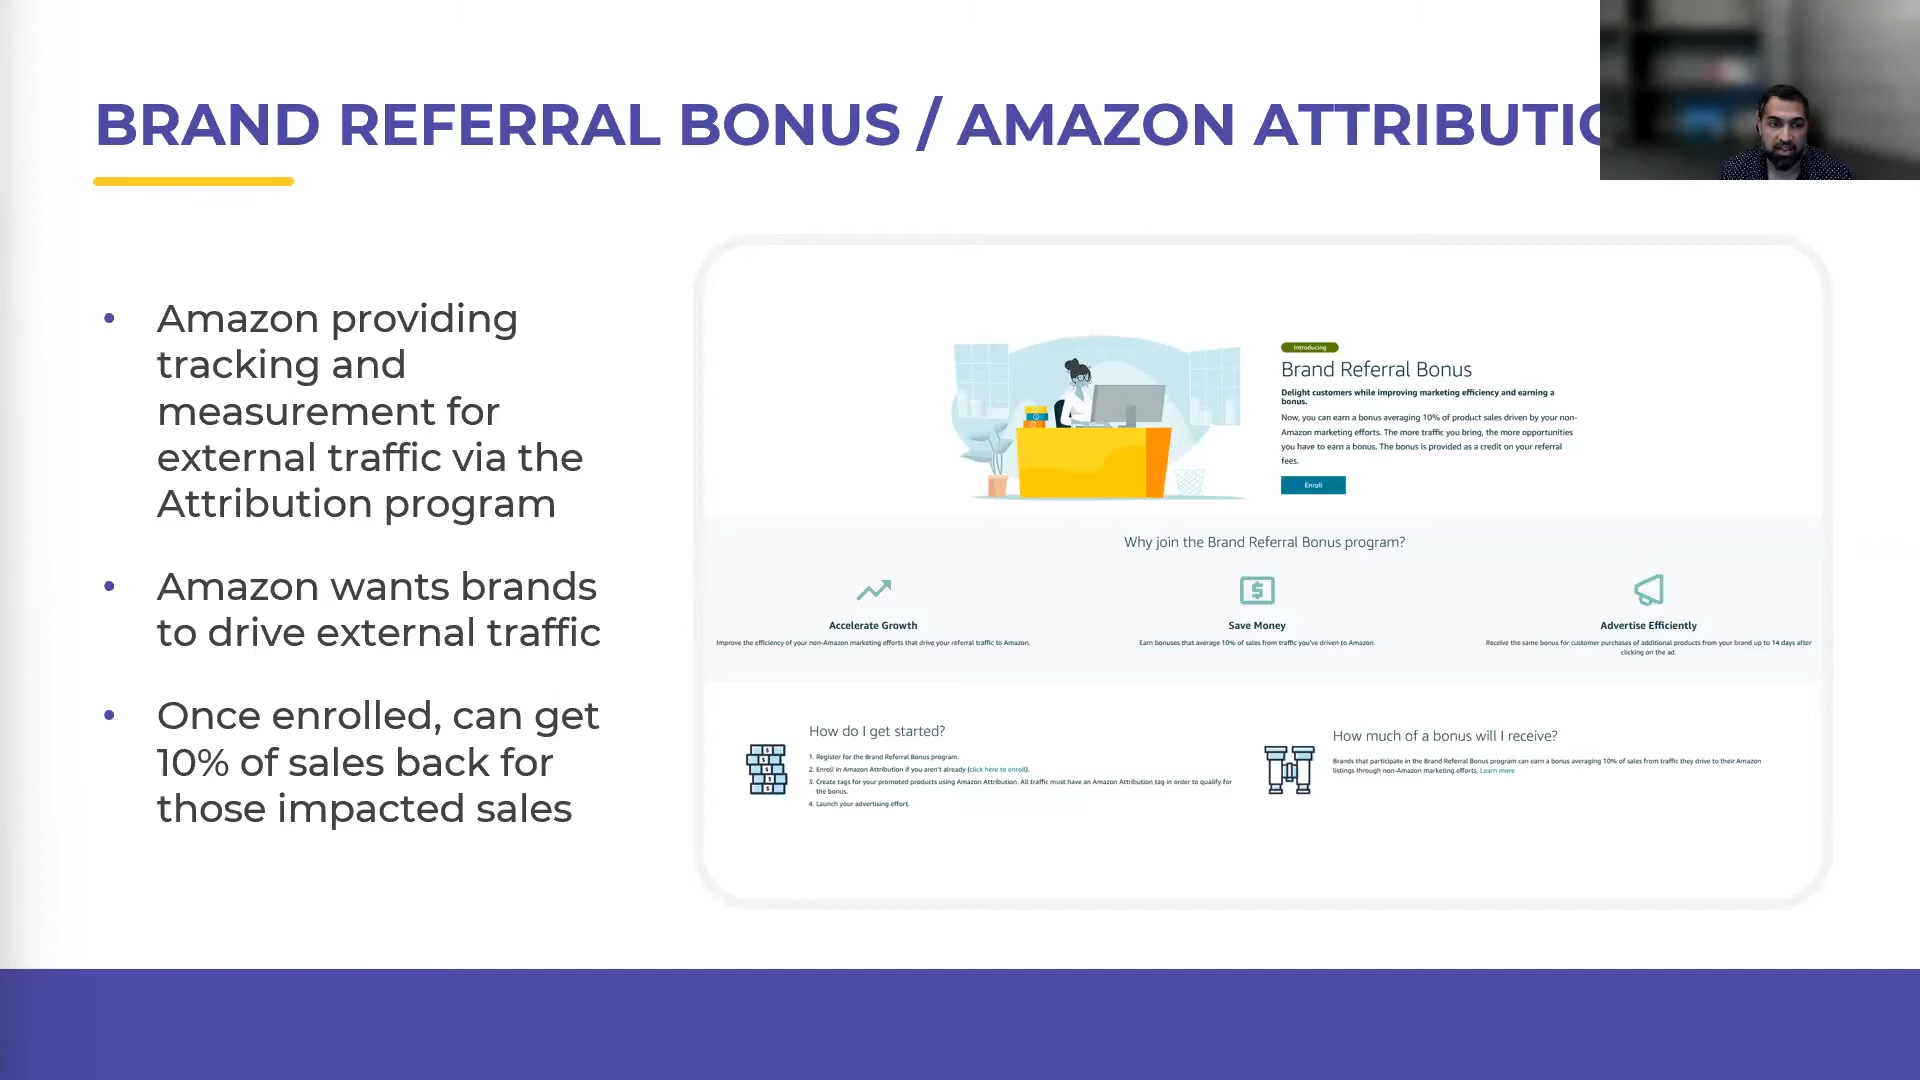 BRAND REFERRAL BONUS / AMAZON ATTRIBUTIO
• Amazon providing
tracking and
measurement for
external traffic via the
Attribution program
• Amazon wants brands
to drive external traffic
• Once enrolled, can get
10% of sales back for
those impacted sales
Introducing
Brand Referral Bonus
Delight customers while improving marketing efficiency and earning a
bonus.
Now, you can earn a bonus averaging 10% of product sales driven by your non-
Amazon marketing efforts. The more traffic you bring, the more opportunities
you have to earn a bonus. The bonus is provided as a credit on your referral
fees.
Enroll
Why join the Brand Referral Bonus program?
Accelerate Growth
Improve the efficiency of your non-Amazon marketing efforts that drive your referral traffic to Amazon.
Save Money
Earn bonuses that average 10% of sales from traffic you've driven to Amazon.
Advertise Efficiently
Receive the same bonus for customer purchases of additional products from your brand up to 14 days after
clicking on the ad.
How do I get started?
1. Register for the Brand Referral Bonus program.
2. Enroll in Amazon Attribution if you aren't already (click here to enroll).
3. Create tags for your promoted products using Amazon Attribution. All traffic must have an Amazon Attribution tag in order to qualify for
the bonus.
4. Launch your advertising effort.
How much of a bonus will I receive?
Brands that participate in the Brand Referral Bonus program can earn a bonus averaging 10% of sales from traffic they drive to their Amazon
listings through non-Amazon marketing efforts. Learn more